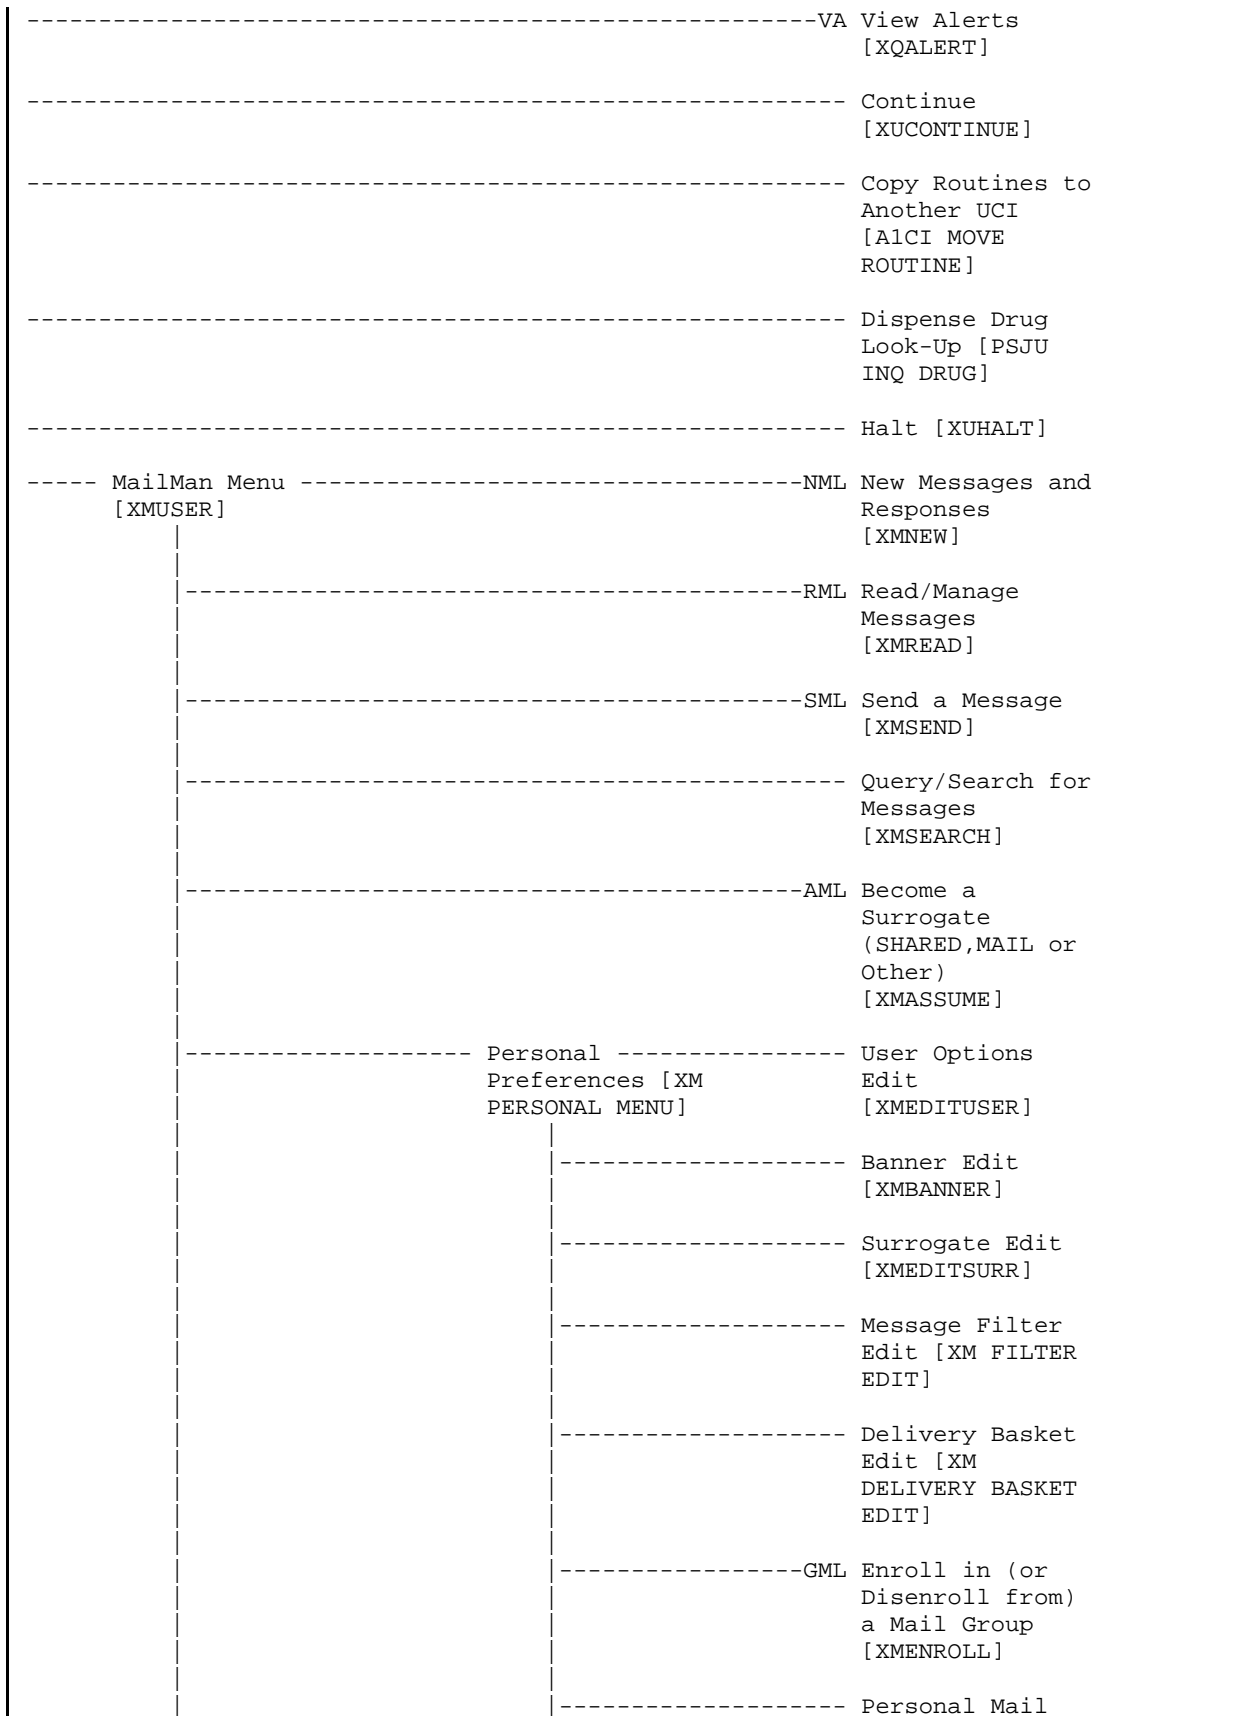 -------------------------------------------------------VA View Alerts
[XQALERT]
--------------------------------------------------------- Continue
[XUCONTINUE]
--------------------------------------------------------- Copy Routines to
Another UCI
[A1CI MOVE
ROUTINE]
--------------------------------------------------------- Dispense Drug
Look-Up [PSJU
INQ DRUG]
--------------------------------------------------------- Halt [XUHALT]
----- MailMan Menu -----------------------------------NML New Messages and
[XMUSER] Responses
| [XMNEW]
|
|-------------------------------------------RML Read/Manage
| Messages
| [XMREAD]
|
|-------------------------------------------SML Send a Message
| [XMSEND]
|
|---------------------------------------------- Query/Search for
| Messages
| [XMSEARCH]
|
|-------------------------------------------AML Become a
| Surrogate
| (SHARED,MAIL or
| Other)
| [XMASSUME]
|
|-------------------- Personal ---------------- User Options
| Preferences [XM Edit
| PERSONAL MENU] [XMEDITUSER]
| |
| |-------------------- Banner Edit
| | [XMBANNER]
| |
| |-------------------- Surrogate Edit
| | [XMEDITSURR]
| |
| |-------------------- Message Filter
| | Edit [XM FILTER
| | EDIT]
| |
| |-------------------- Delivery Basket
| | Edit [XM
| | DELIVERY BASKET
| | EDIT]
| |
| |-----------------GML Enroll in (or
| | Disenroll from)
| | a Mail Group
| | [XMENROLL]
| |
| |-------------------- Personal Mail